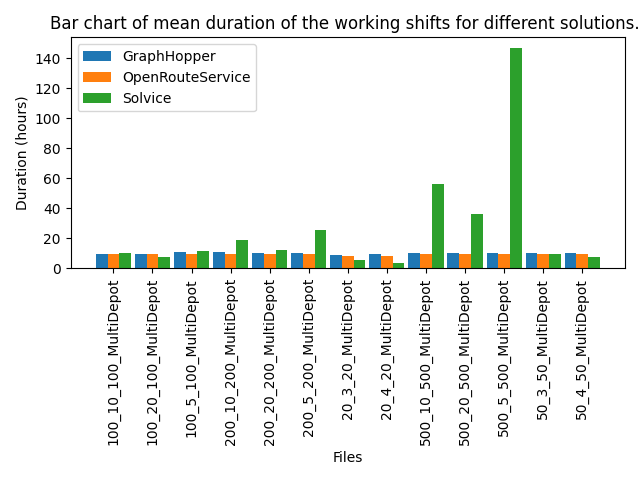 Bar chart of mean duration of the working shifts for different solutions.
GraphHopper
OpenRouteService
Solvice
Duration (hours)
140
120
100
80
60
40
20
0
100_10_100_MultiDepot
100_20_100_MultiDepot
100_5_100_MultiDepot
200_10_200_MultiDepot
200_20_200_MultiDepot
200_5_200_MultiDepot
20_3_20_MultiDepot
20_4_20_MultiDepot
500_10_500_MultiDepot
500_20_500_MultiDepot
500_5_500_MultiDepot
50_3_50_MultiDepot
50_4_50_MultiDepot
Files